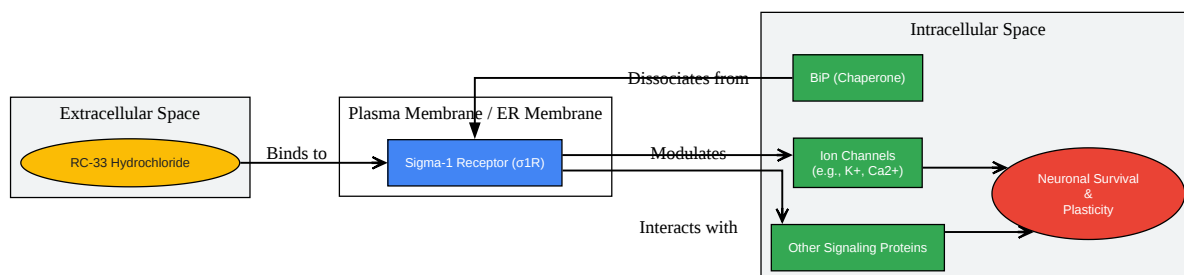 Extracellular Space
RC-33 Hydrochloride
Binds to
Plasma Membrane / ER Membrane
Sigma-1 Receptor (σ1R)
Dissociates from
Modulates
Interacts with
Intracellular Space
BiP (Chaperone)
Ion Channels
(e.g., K+, Ca2+)
Other Signaling Proteins
Neuronal Survival
&
Plasticity